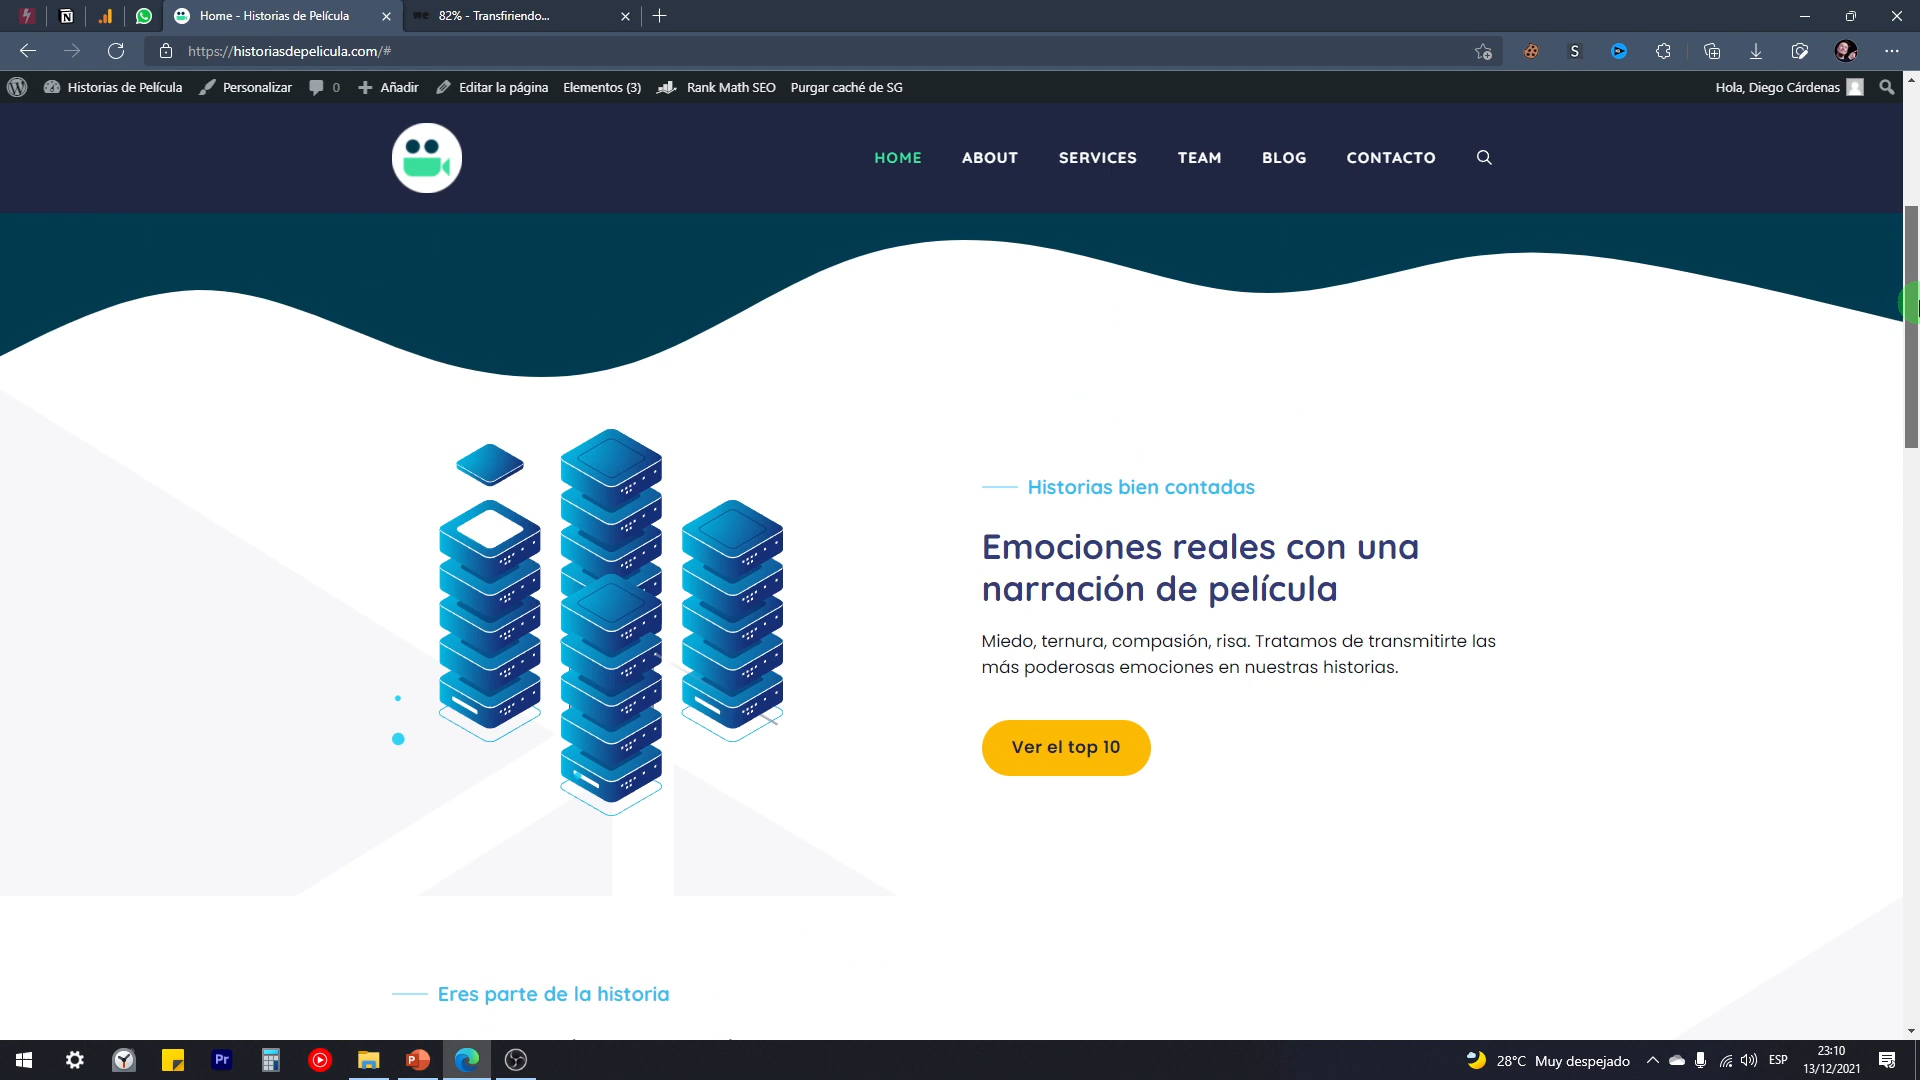 Home - Historias de Película
82% - Transfiriendo...
https://historiasdepelicula.com/#
S
Historias de Película
Personalizar
0
Añadir
Editar la página
Elementos (3)
Rank Math SEO
Purgar caché de SG
Hola, Diego Cárdenas
HOME
ABOUT
SERVICES
TEAM
BLOG
CONTACTO
Historias bien contadas
Emociones reales con una
narración de película
Miedo, ternura, compasión, risa. Tratamos de transmitirte las
más poderosas emociones en nuestras historias.
Ver el top 10
Eres parte de la historia
Pr
P
28°C Muy despejado
ESP
23:10
13/12/2021